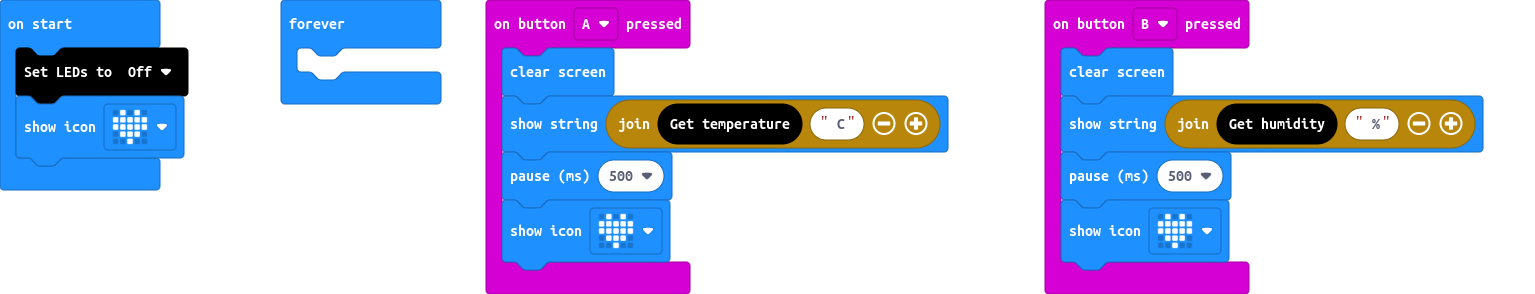 on start
Set LEDs to Off
show icon
forever
on button A pressed
clear screen
show string join Get temperature " C"
pause (ms) 500
show icon
on button B pressed
clear screen
show string join Get humidity " %"
pause (ms) 500
show icon